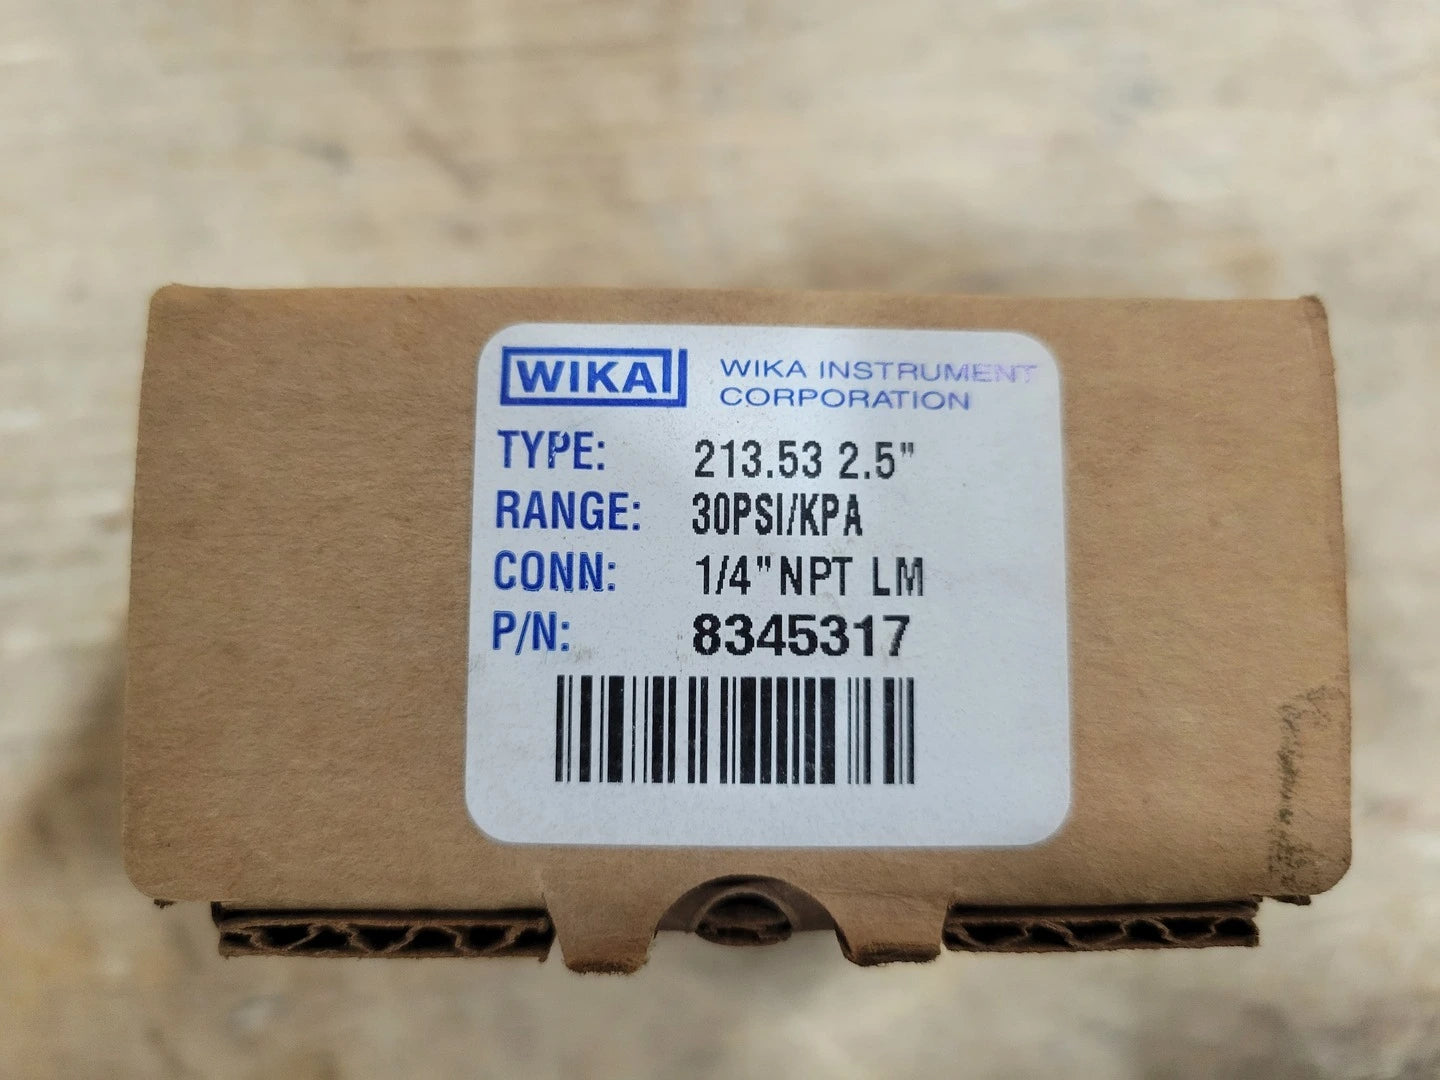 WIKA
WIKA INSTRUMENT
CORPORATION
TYPE: 213.53 2.5"
RANGE: 30PSI/KPA
CONN: 1/4"NPT LM
P/N: 8345317